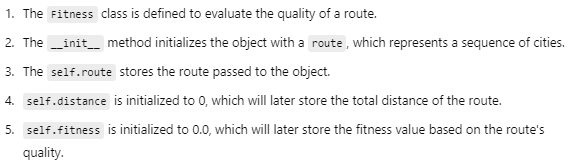 1. The Fitness class is defined to evaluate the quality of a route.
2. The __init__ method initializes the object with a route, which represents a sequence of cities.
3. The self.route stores the route passed to the object.
4. self.distance is initialized to 0, which will later store the total distance of the route.
5. self.fitness is initialized to 0.0, which will later store the fitness value based on the route's
quality.